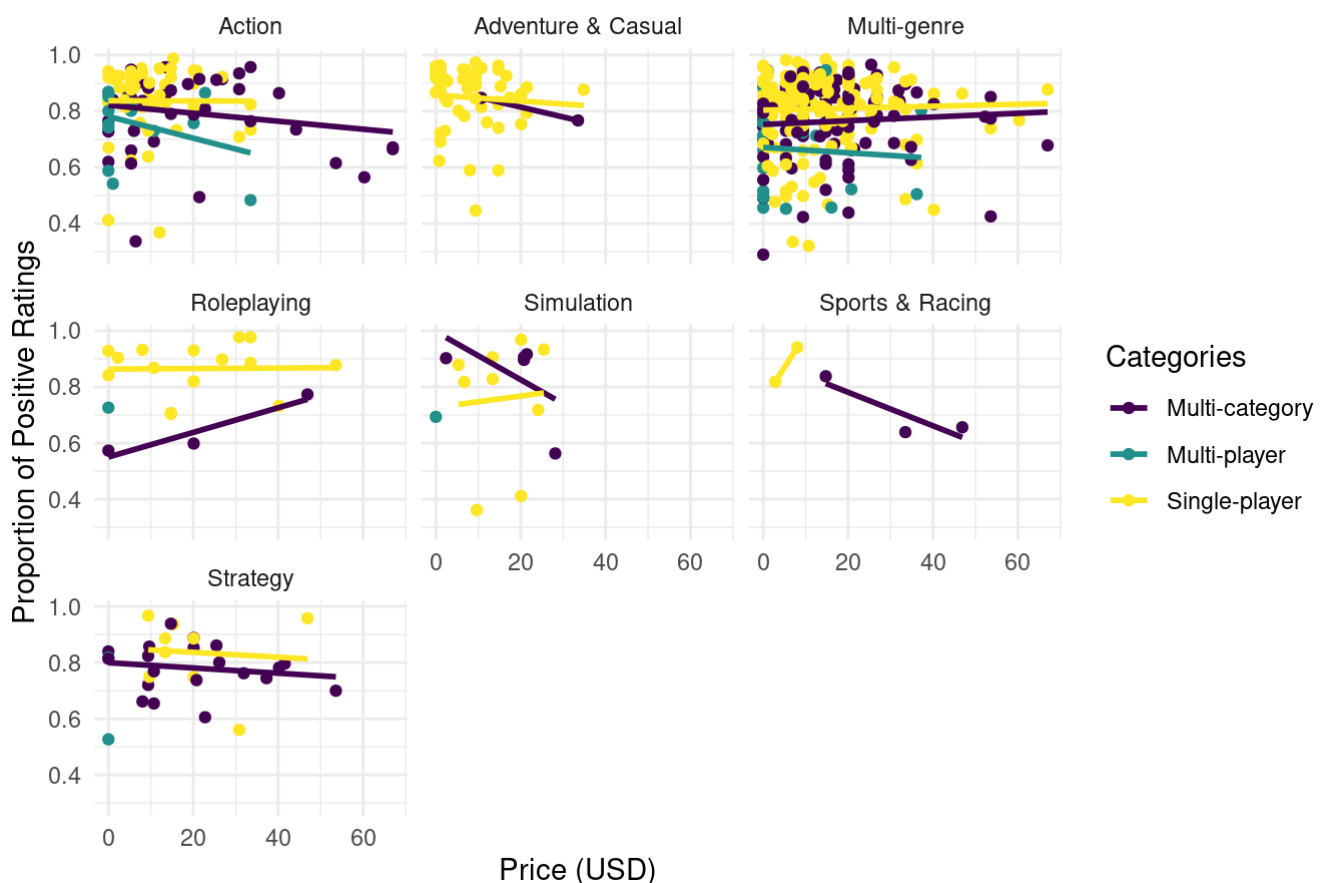 Action
Adventure & Casual
Multi-genre
1.0
0.8
0.6
0.4
Roleplaying
Simulation
Sports & Racing
1.0
0.8
0.6
0.4
0
20
40
60
0
20
40
60
Strategy
1.0
0.8
0.6
0.4
0
20
40
60
Price (USD)
Proportion of Positive Ratings
Categories
Multi-category
Multi-player
Single-player